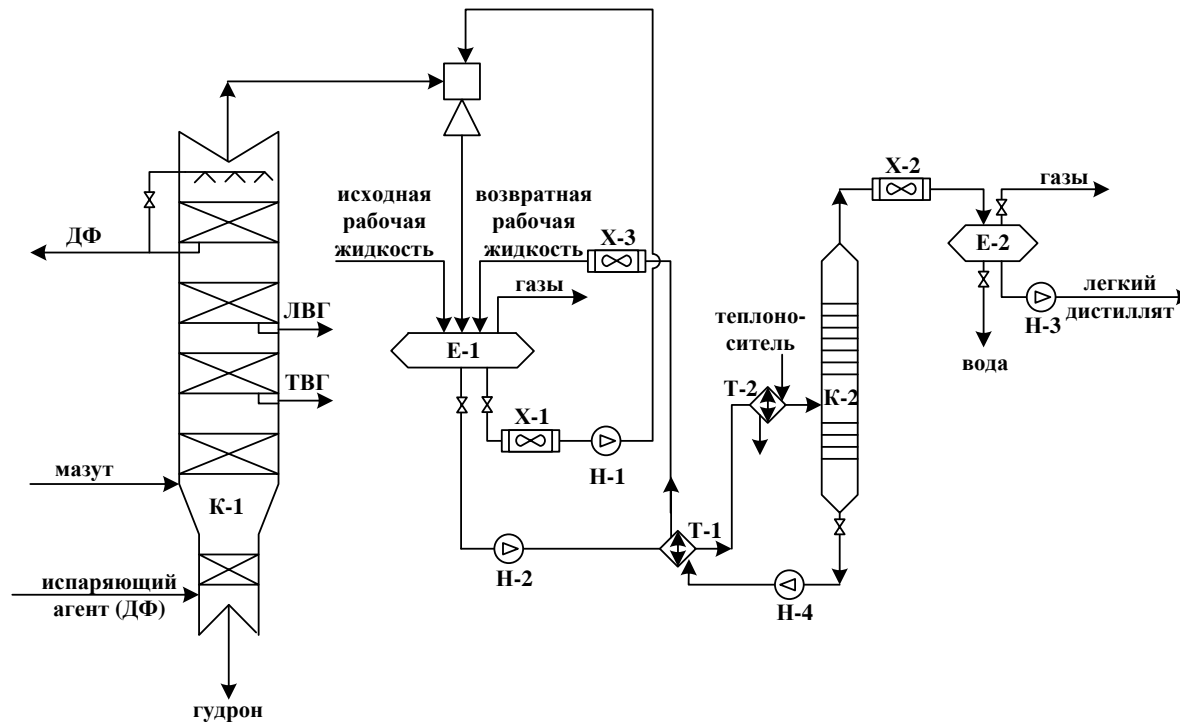 исходная
рабочая
жидкость
возвратная
рабочая
жидкость
Х-3
газы
Х-2
газы
Е-2
ДФ
ЛВГ
ТВГ
Е-1
Х-1
Н-1
теплоно-
ситель
Т-2
К-2
легкий
дистиллят
Н-3
вода
мазут
К-1
Т-1
Н-2
Н-4
испаряющий
агент (ДФ)
гудрон